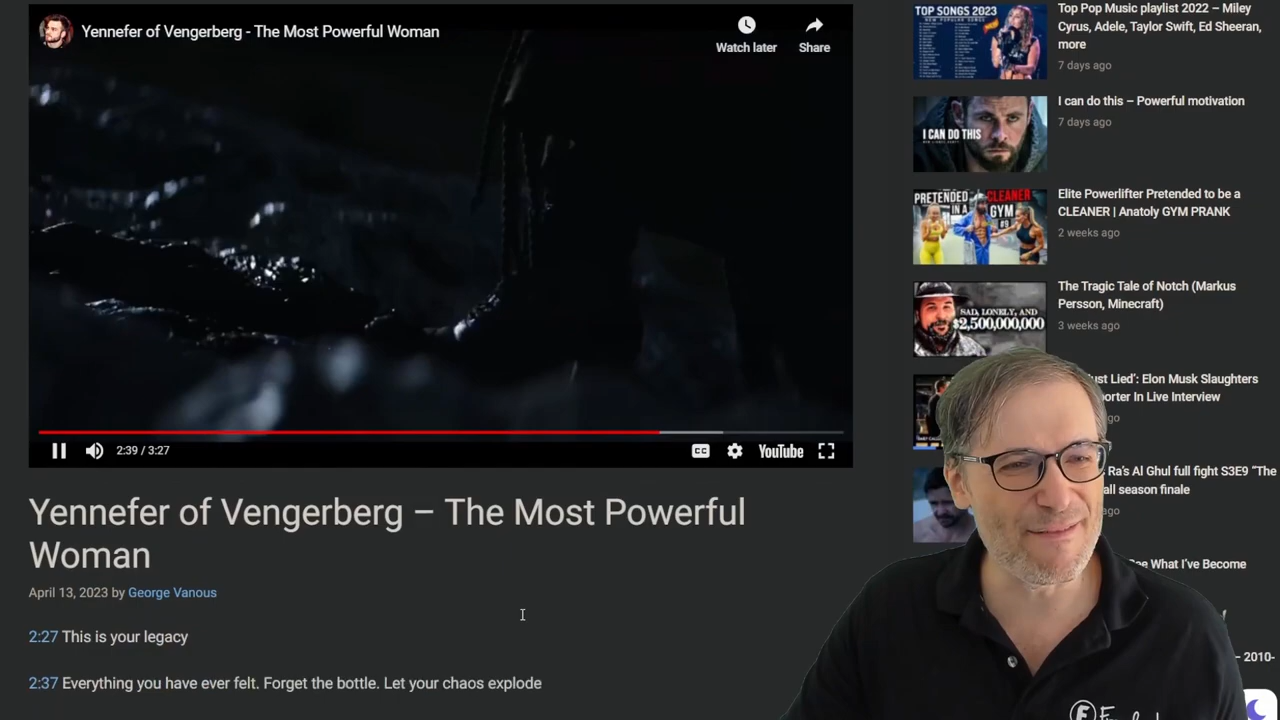 Yennefer of Vengerberg - The Most Powerful Woman
Watch later
Share
2:39 / 3:27
CC
YouTube
Yennefer of Vengerberg – The Most Powerful
Woman
April 13, 2023 by George Vanous
2:27 This is your legacy
2:37 Everything you have ever felt. Forget the bottle. Let your chaos explode
TOP SONGS 2023
Top Pop Music playlist 2022 – Miley
Cyrus, Adele, Taylor Swift, Ed Sheeran,
more
7 days ago
I CAN DO THIS
I can do this – Powerful motivation
7 days ago
PRETENDED
IN A
CLEANER
GYM
#9
Elite Powerlifter Pretended to be a
CLEANER | Anatoly GYM PRANK
2 weeks ago
SAD, LONELY, AND
$2,500,000,000
The Tragic Tale of Notch (Markus
Persson, Minecraft)
3 weeks ago
ust Lied’: Elon Musk Slaughters
orter In Live Interview
go
Ra’s Al Ghul full fight S3E9 “The
all season finale
ago
ee What I’ve Become
go
– 2010-